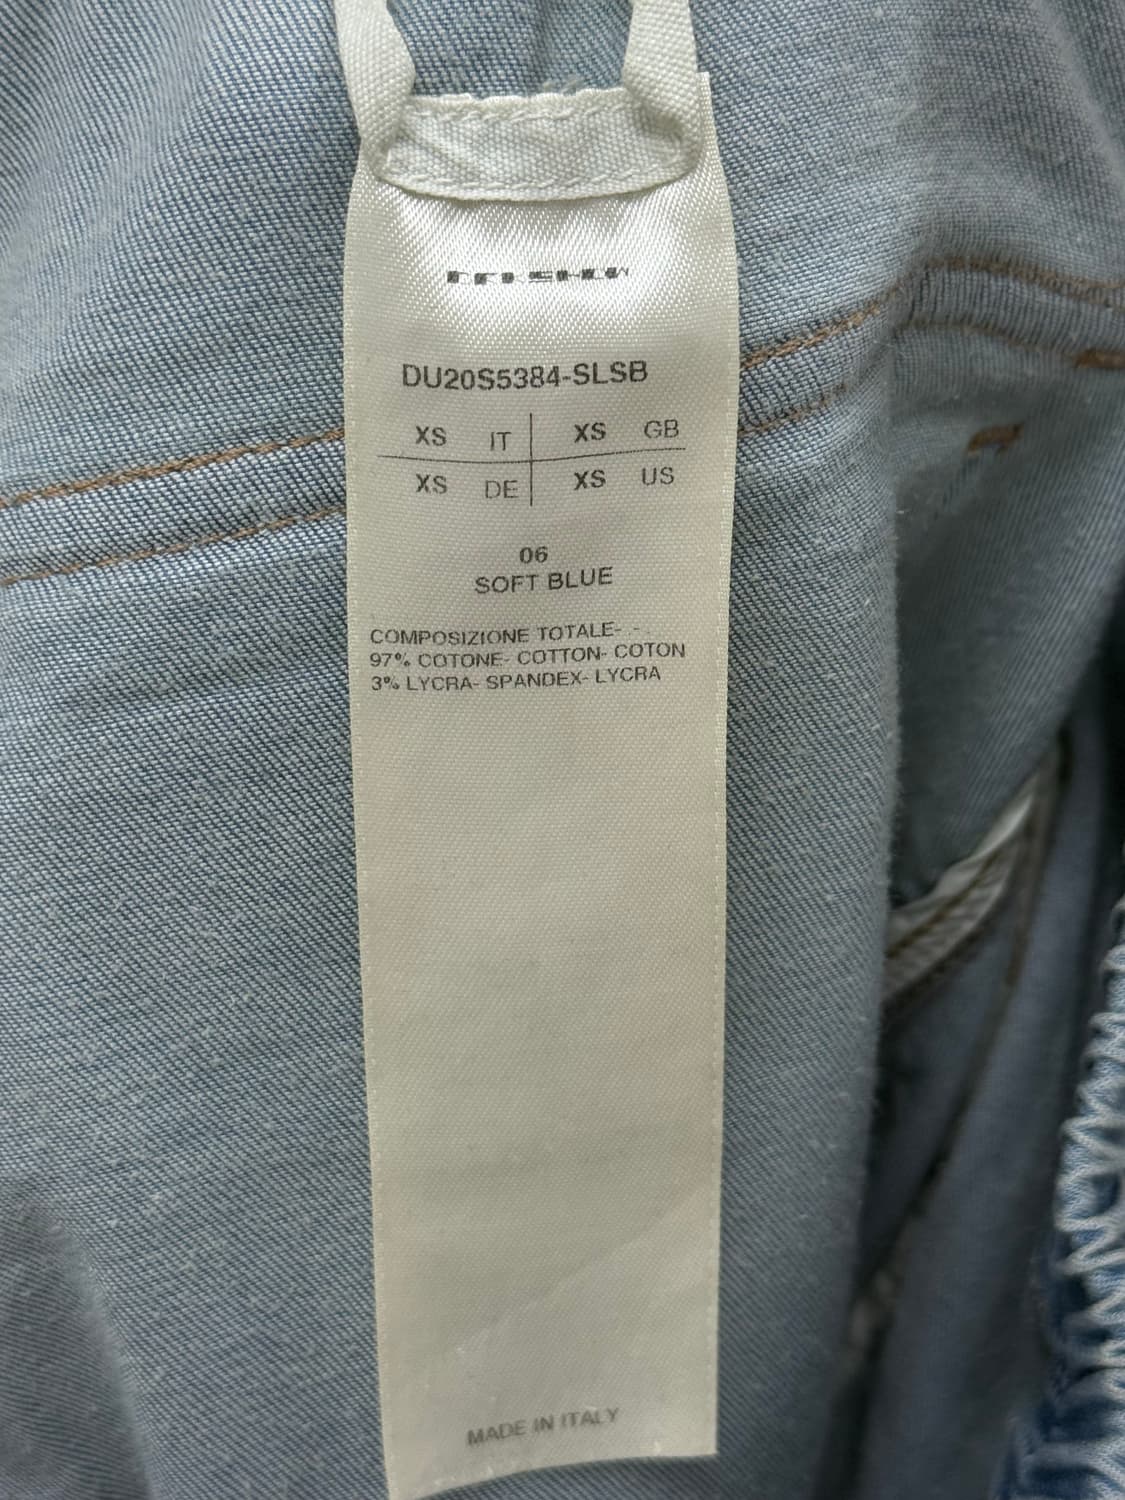 DRKSHDW
DU20S5384-SLSB
XS IT XS GB
XS DE XS US
06
SOFT BLUE
COMPOSIZIONE TOTALE- -
97% COTONE- COTTON- COTON
3% LYCRA- SPANDEX- LYCRA
MADE IN ITALY